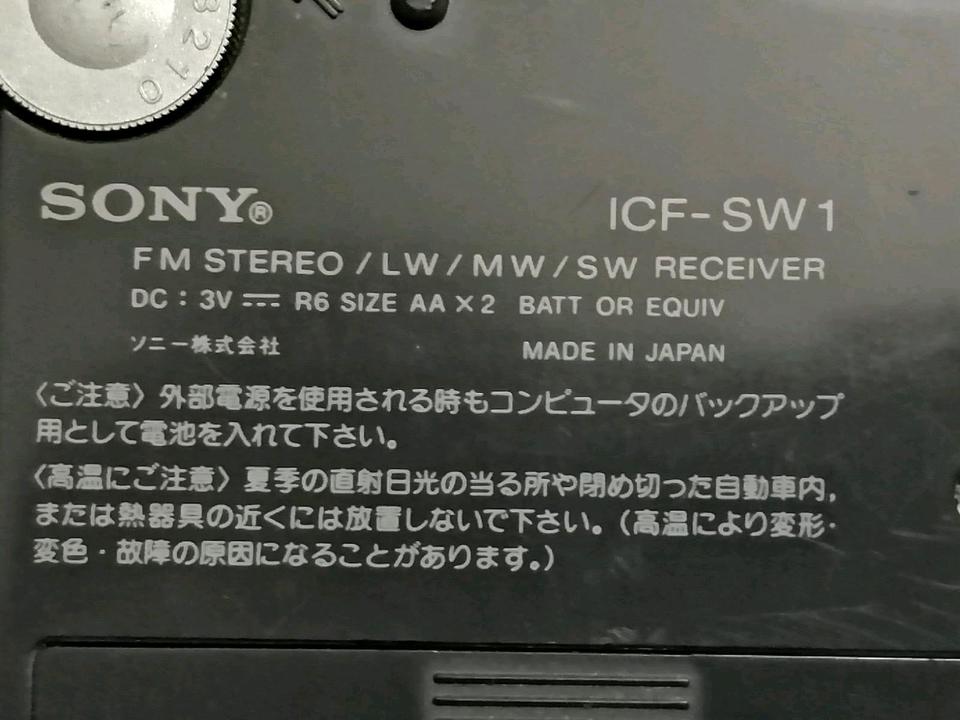 3 2 1 0
SONY®
ICF-SW1
FM STEREO/LW/MW/SW RECEIVER
DC: 3V ⎓ R6 SIZE AA×2 BATT OR EQUIV
ソニー株式会社
MADE IN JAPAN
〈ご注意〉外部電源を使用される時もコンピュータのバックアップ
用として電池を入れて下さい。
〈高温にご注意〉夏季の直射日光の当る所や閉め切った自動車内,
または熱器具の近くには放置しないで下さい。(高温により変形・
変色・故障の原因になることがあります。)